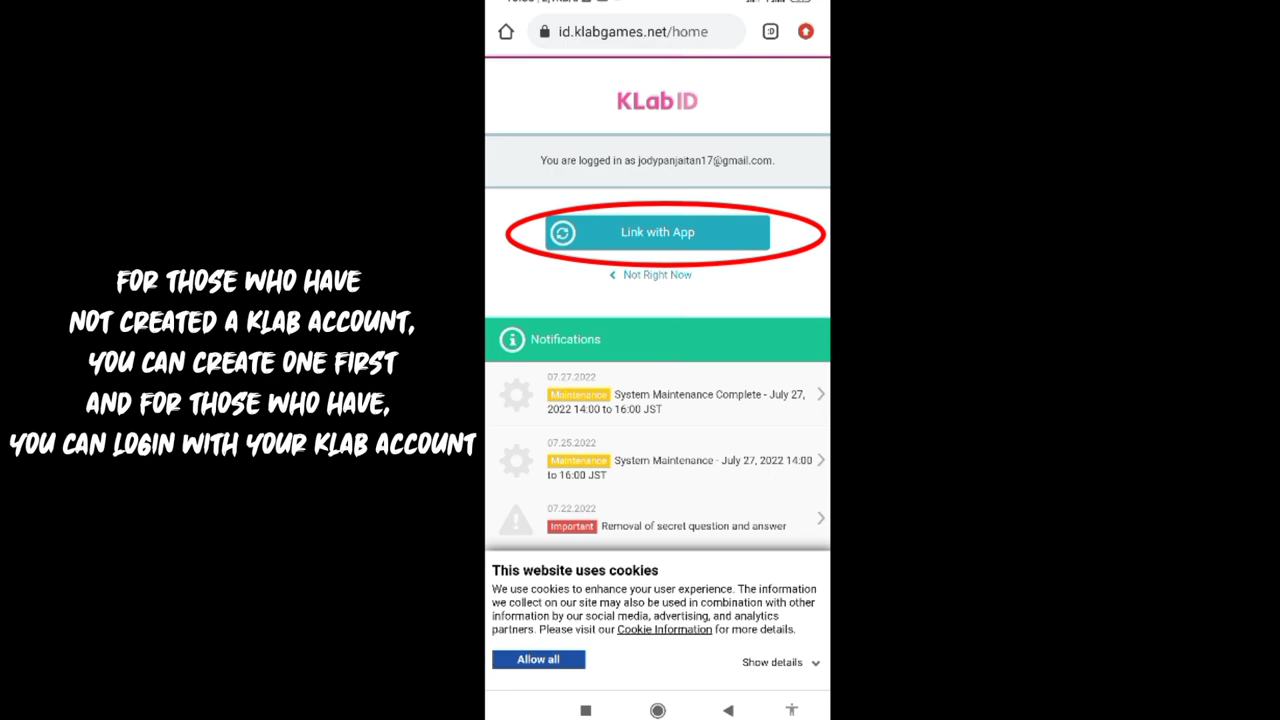 id.klabgames.net/home
:D
KLab ID
You are logged in as jodypanjaitan17@gmail.com.
Link with App
Not Right Now
FOR THOSE WHO HAVE
NOT CREATED A KLAB ACCOUNT,
YOU CAN CREATE ONE FIRST
AND FOR THOSE WHO HAVE,
YOU CAN LOGIN WITH YOUR KLAB ACCOUNT
Notifications
07.27.2022
Maintenance System Maintenance Complete - July 27,
2022 14:00 to 16:00 JST
07.25.2022
Maintenance System Maintenance - July 27, 2022 14:00
to 16:00 JST
07.22.2022
Important Removal of secret question and answer
This website uses cookies
We use cookies to enhance your user experience. The information
we collect on our site may also be used in combination with other
information by our social media, advertising, and analytics
partners. Please visit our Cookie Information for more details.
Allow all
Show details